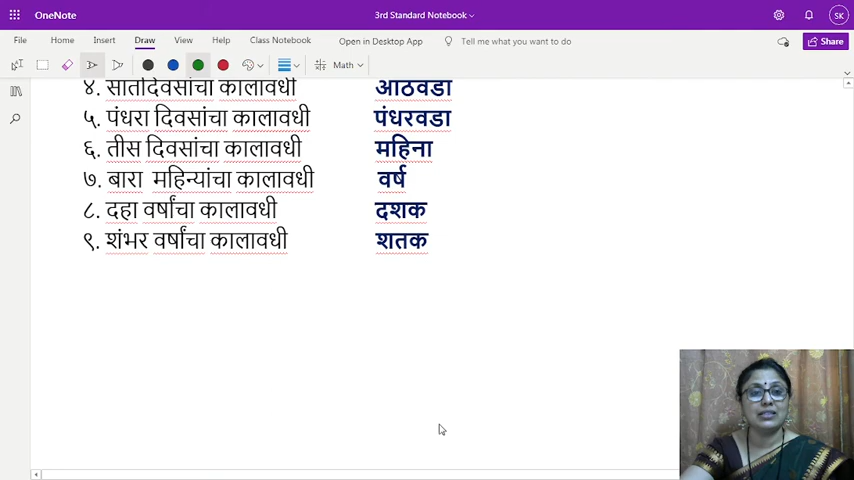 OneNote
3rd Standard Notebook
SK
File Home Insert Draw View Help Class Notebook Open in Desktop App Tell me what you want to do Share
Math
४. सातदिवसांचा कालावधी आठवडा
५. पंधरा दिवसांचा कालावधी पंधरवडा
६. तीस दिवसांचा कालावधी महिना
७. बारा महिन्यांचा कालावधी वर्ष
८. दहा वर्षांचा कालावधी दशक
९. शंभर वर्षांचा कालावधी शतक